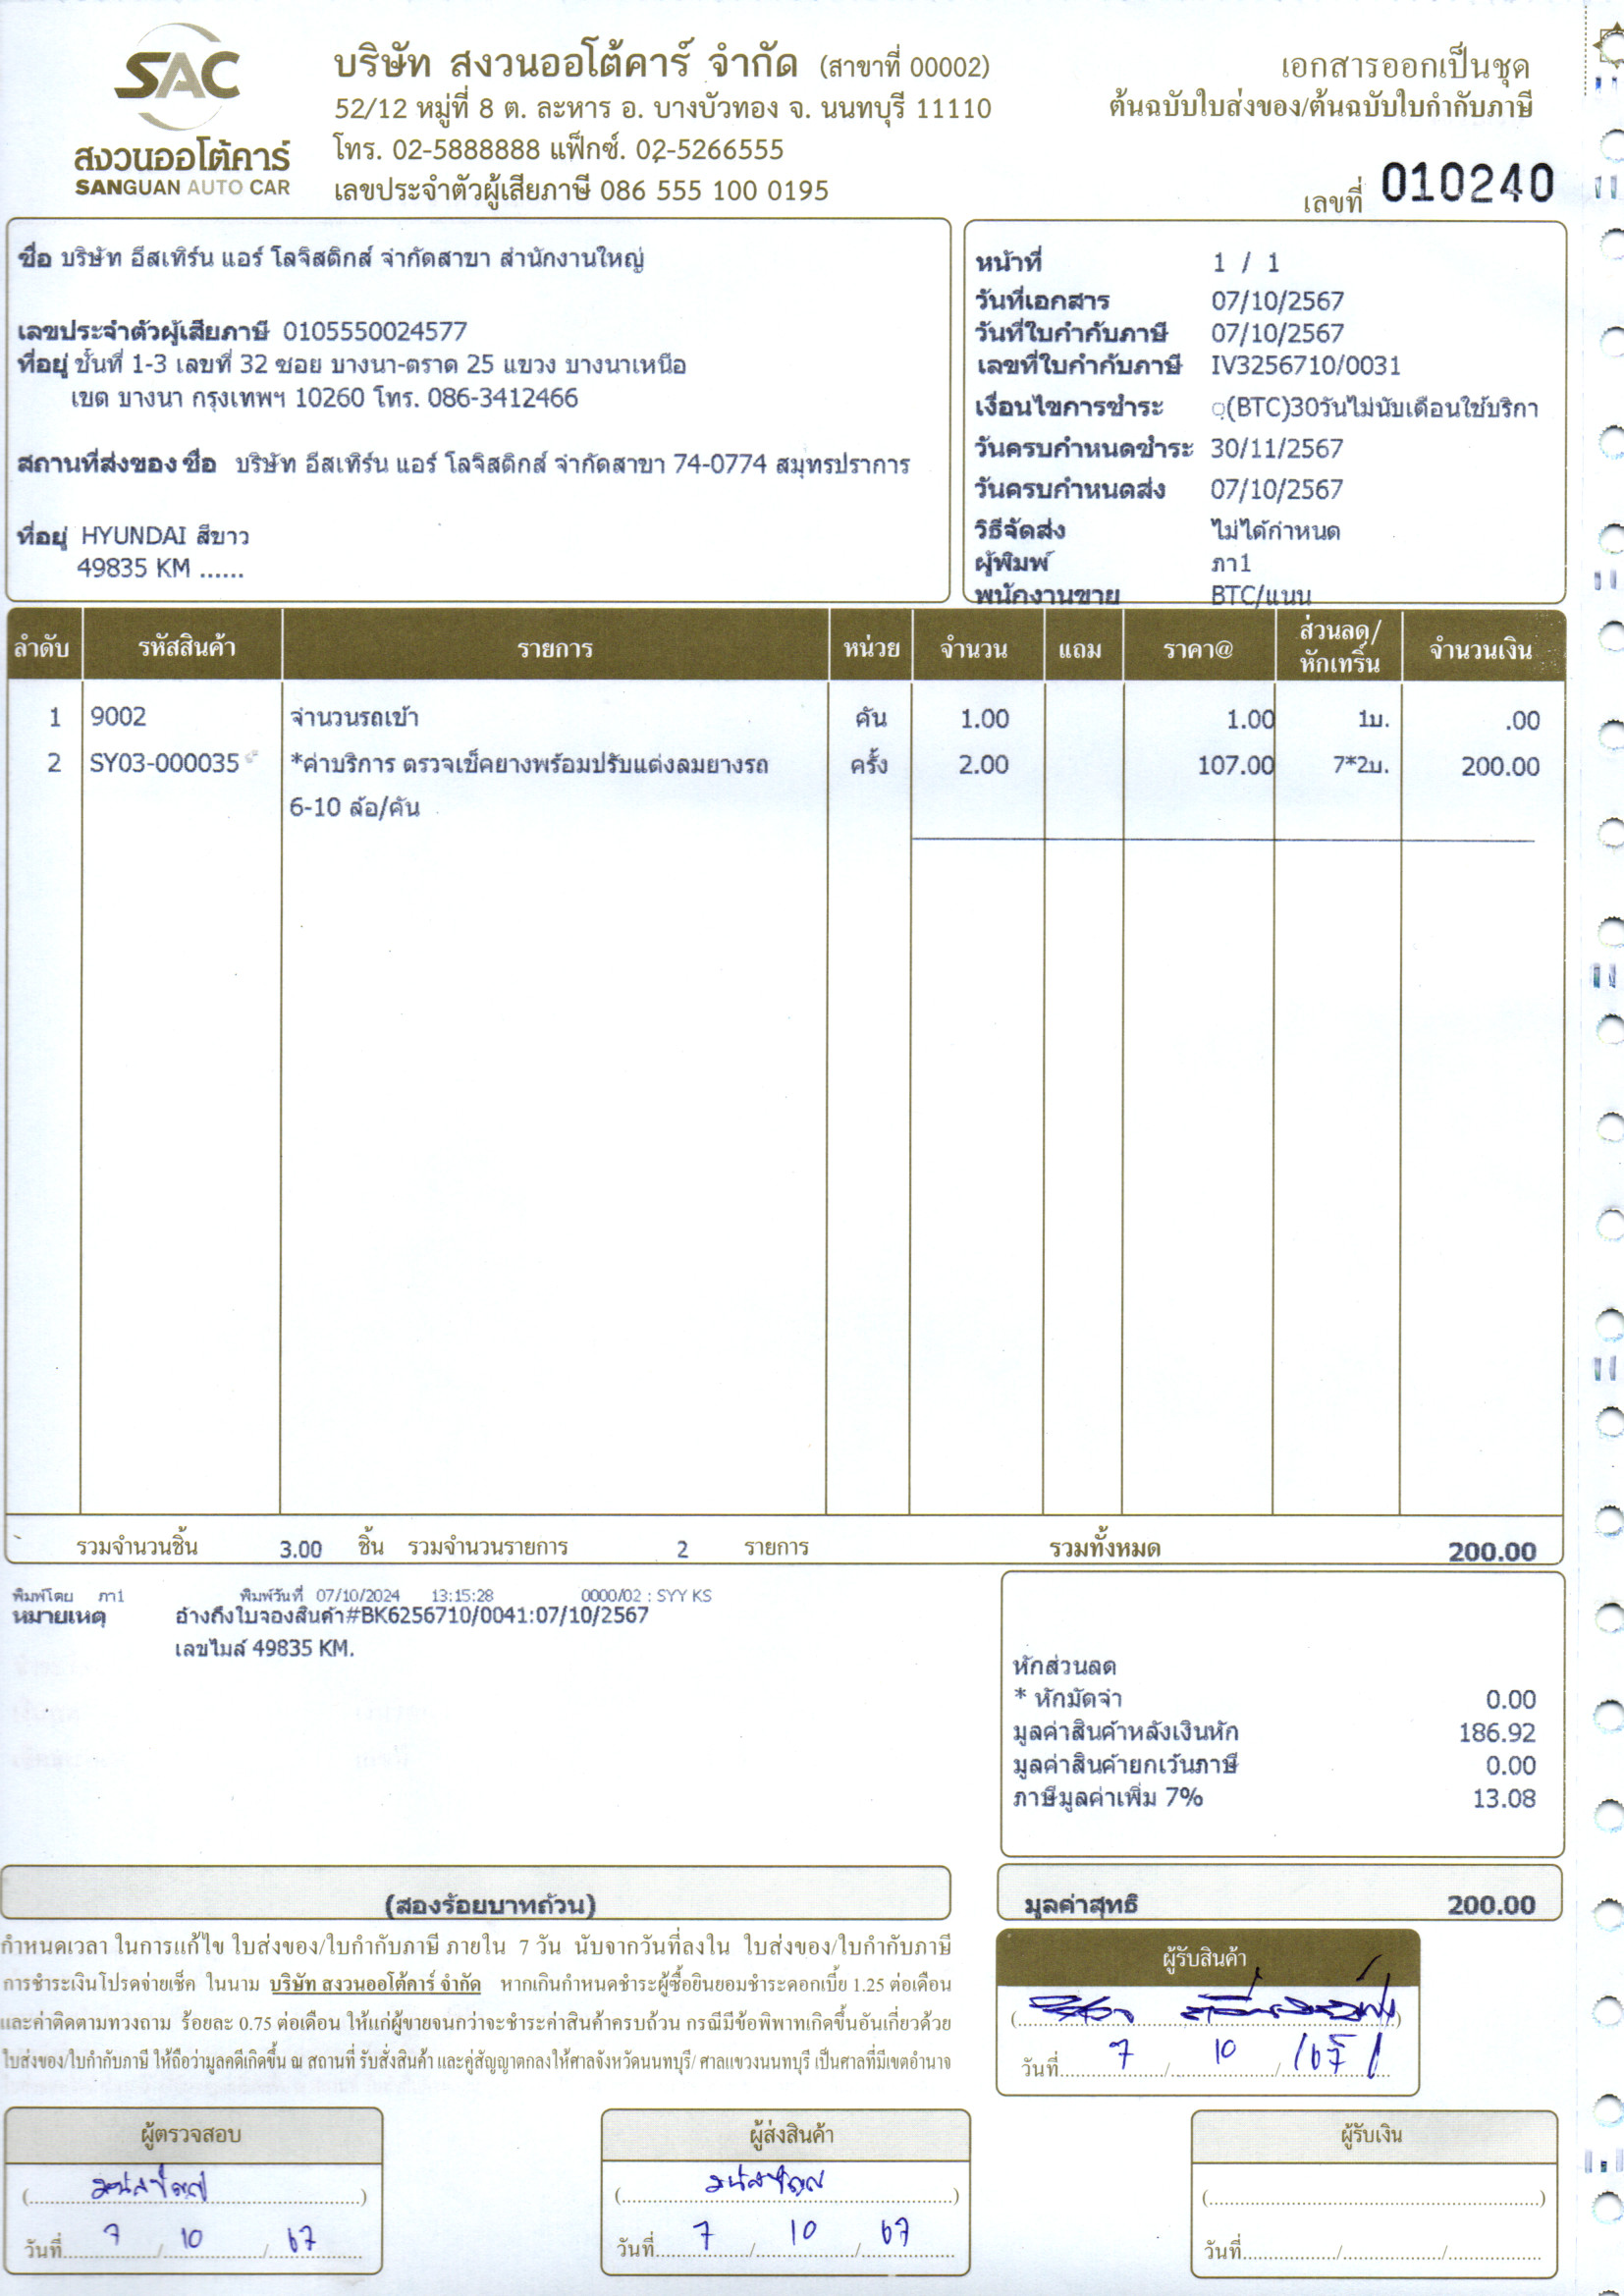 SAC
สงวนออโต้คาร์
SANGUAN AUTO CAR
บริษัท สงวนออโต้คาร์ จำกัด (สาขาที่ 00002)
52/12 หมู่ที่ 8 ต. ละหาร อ. บางบัวทอง จ. นนทบุรี 11110
โทร. 02-5888888 แฟ็กซ์. 02-5266555
เลขประจำตัวผู้เสียภาษี 086 555 100 0195
เอกสารออกเป็นชุด
ต้นฉบับใบส่งของ/ต้นฉบับใบกำกับภาษี
เลขที่ 010240
ชื่อ บริษัท อีสเทิร์น แอร์ โลจิสติกส์ จำกัดสาขา สำนักงานใหญ่
เลขประจำตัวผู้เสียภาษี 0105550024577
ที่อยู่ ชั้นที่ 1-3 เลขที่ 32 ซอย บางนา-ตราด 25 แขวง บางนาเหนือ
เขต บางนา กรุงเทพฯ 10260 โทร. 086-3412466
สถานที่ส่งของ ชื่อ บริษัท อีสเทิร์น แอร์ โลจิสติกส์ จำกัดสาขา 74-0774 สมุทรปราการ
ที่อยู่ HYUNDAI สีขาว
49835 KM ......
หน้าที่ 1 / 1
วันที่เอกสาร 07/10/2567
วันที่ใบกำกับภาษี 07/10/2567
เลขที่ใบกำกับภาษี IV3256710/0031
เงื่อนไขการชำระ ฺ(BTC)30วันไม่นับเดือนใช้บริกา
วันครบกำหนดชำระ 30/11/2567
วันครบกำหนดส่ง 07/10/2567
วิธีจัดส่ง ไม่ได้กำหนด
ผู้พิมพ์ ภา1
พนักงานขาย BTC/แนน
ลำดับ รหัสสินค้า รายการ หน่วย จำนวน แถม ราคา@ ส่วนลด/หักเทริ์น จำนวนเงิน
1 9002 จำนวนรถเข้า คัน 1.00 1.00 1บ. .00
2 SY03-000035 *ค่าบริการ ตรวจเช็คยางพร้อมปรับแต่งลมยางรถ ครั้ง 2.00 107.00 7*2บ. 200.00
6-10 ล้อ/คัน
รวมจำนวนชิ้น 3.00 ชิ้น รวมจำนวนรายการ 2 รายการ รวมทั้งหมด 200.00
พิมพ์โดย ภา1 พิมพ์วันที่ 07/10/2024 13:15:28 0000/02 : SYY KS
หมายเหตุ อ้างถึงใบจองสินค้า#BK6256710/0041:07/10/2567
เลขไมล์ 49835 KM.
หักส่วนลด
* หักมัดจำ 0.00
มูลค่าสินค้าหลังเงินหัก 186.92
มูลค่าสินค้ายกเว้นภาษี 0.00
ภาษีมูลค่าเพิ่ม 7% 13.08
(สองร้อยบาทถ้วน)
มูลค่าสุทธิ 200.00
กำหนดเวลา ในการแก้ไข ใบส่งของ/ใบกำกับภาษี ภายใน 7 วัน นับจากวันที่ลงใน ใบส่งของ/ใบกำกับภาษี
การชำระเงินโปรดจ่ายเช็ค ในนาม บริษัท สงวนออโต้คาร์ จำกัด หากเกินกำหนดชำระผู้ซื้อยินยอมชำระดอกเบี้ย 1.25 ต่อเดือน
และค่าติดตามทวงถาม ร้อยละ 0.75 ต่อเดือน ให้แก่ผู้ขายจนกว่าจะชำระค่าสินค้าครบถ้วน กรณีมีข้อพิพาทเกิดขึ้นอันเกี่ยวด้วย
ใบส่งของ/ใบกำกับภาษี ให้ถือว่ามูลคดีเกิดขึ้น ณ สถานที่ รับสั่งสินค้า และคู่สัญญาตกลงให้ศาลจังหวัดนนทบุรี/ ศาลแขวงนนทบุรี เป็นศาลที่มีเขตอำนาจ
ผู้รับสินค้า
วันที่ 7 / 10 / 67
ผู้ตรวจสอบ
วันที่ 7 / 10 / 67
ผู้ส่งสินค้า
วันที่ 7 / 10 / 67
ผู้รับเงิน
(....................)
วันที่........../........../..........